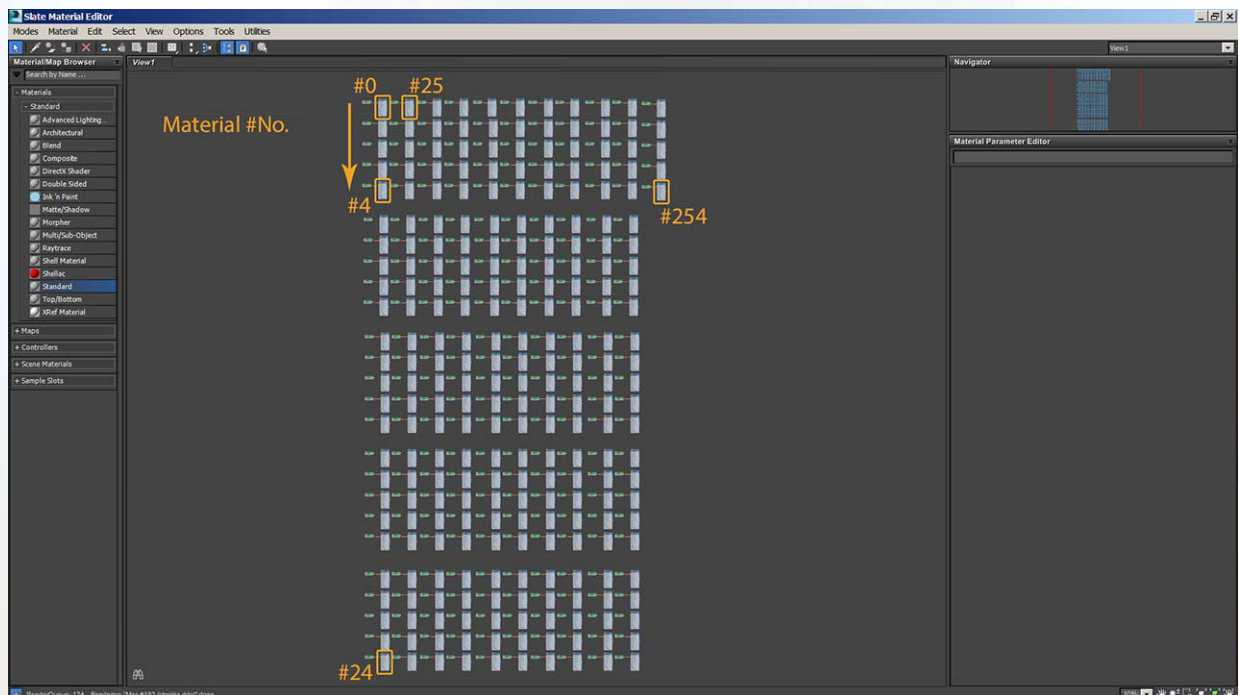 Slate Material Editor
Modes Material Edit Select View Options Tools Utilities
View1
Material/Map Browser
View1
Navigator
Search by Name ...
- Materials
- Standard
Advanced Lighting
Architectural
Blend
Composite
DirectX Shader
Double Sided
Ink 'n Paint
Matte/Shadow
Morpher
Multi/Sub-Object
Raytrace
Shell Material
Shellac
Standard
Top/Bottom
XRef Material
+ Maps
+ Controllers
+ Scene Materials
+ Sample Slots
#0 #25
Material #No.
#4
#254
#24
Material Parameter Editor